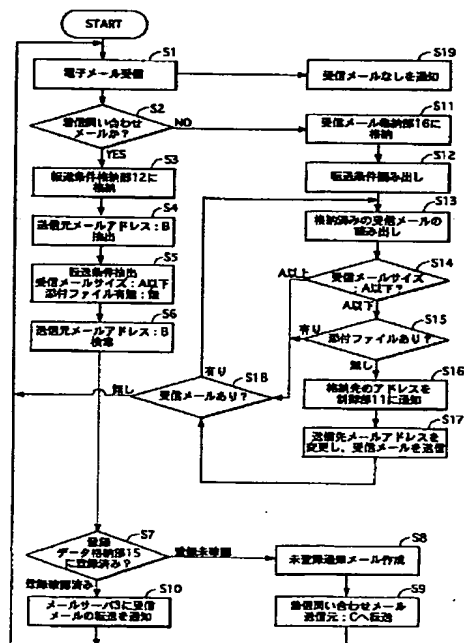 START
S1
電子メール受信
S19
受信メールなしを通知
S2
着信問い合わせ
メールか？
NO
YES
S11
受信メール格納部16に
格納
S3
転送条件格納部12に
格納
S12
転送条件読み出し
S4
送信元メールアドレス：B
抽出
S13
格納済みの受信メールの
読み出し
S5
転送条件抽出
受信メールサイズ：A以下
添付ファイル有無：無
S14
受信メールサイズ
：A以下？
A以上
A以下
S6
送信元メールアドレス：B
検索
S15
添付ファイルあり？
有り
無し
S18
受信メールあり？
有り
無し
S16
格納先のアドレスを
制御部11に通知
S17
送信先メールアドレスを
変更し、受信メールを送信
S7
登録
データ格納部15
に登録済み？
登録未確認
登録確認済み
S8
未登録通知メール作成
S10
メールサーバ3に受信
メールの転送を通知
S9
着信問い合わせメール
送信元：Cへ転送